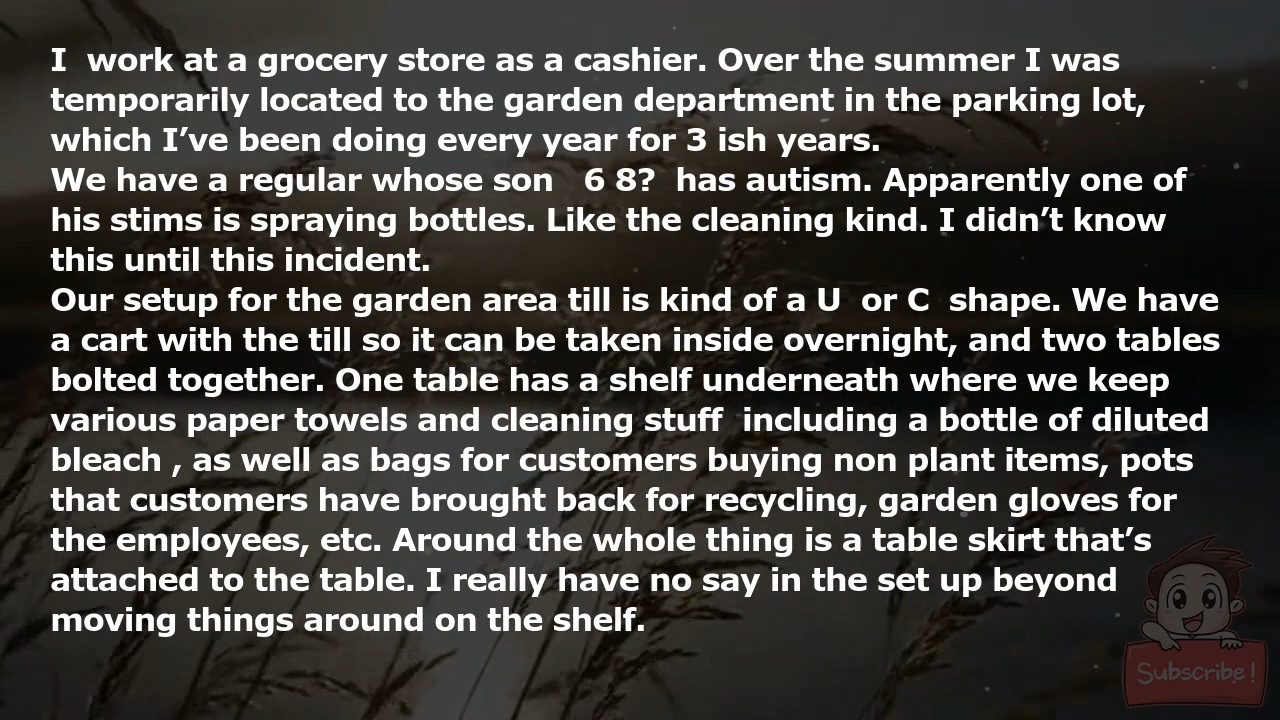 I  work at a grocery store as a cashier. Over the summer I was
temporarily located to the garden department in the parking lot,
which I’ve been doing every year for 3 ish years.
We have a regular whose son   6 8?  has autism. Apparently one of
his stims is spraying bottles. Like the cleaning kind. I didn’t know
this until this incident.
Our setup for the garden area till is kind of a U  or C  shape. We have
a cart with the till so it can be taken inside overnight, and two tables
bolted together. One table has a shelf underneath where we keep
various paper towels and cleaning stuff  including a bottle of diluted
bleach , as well as bags for customers buying non plant items, pots
that customers have brought back for recycling, garden gloves for
the employees, etc. Around the whole thing is a table skirt that’s
attached to the table. I really have no say in the set up beyond
moving things around on the shelf.
Subscribe!